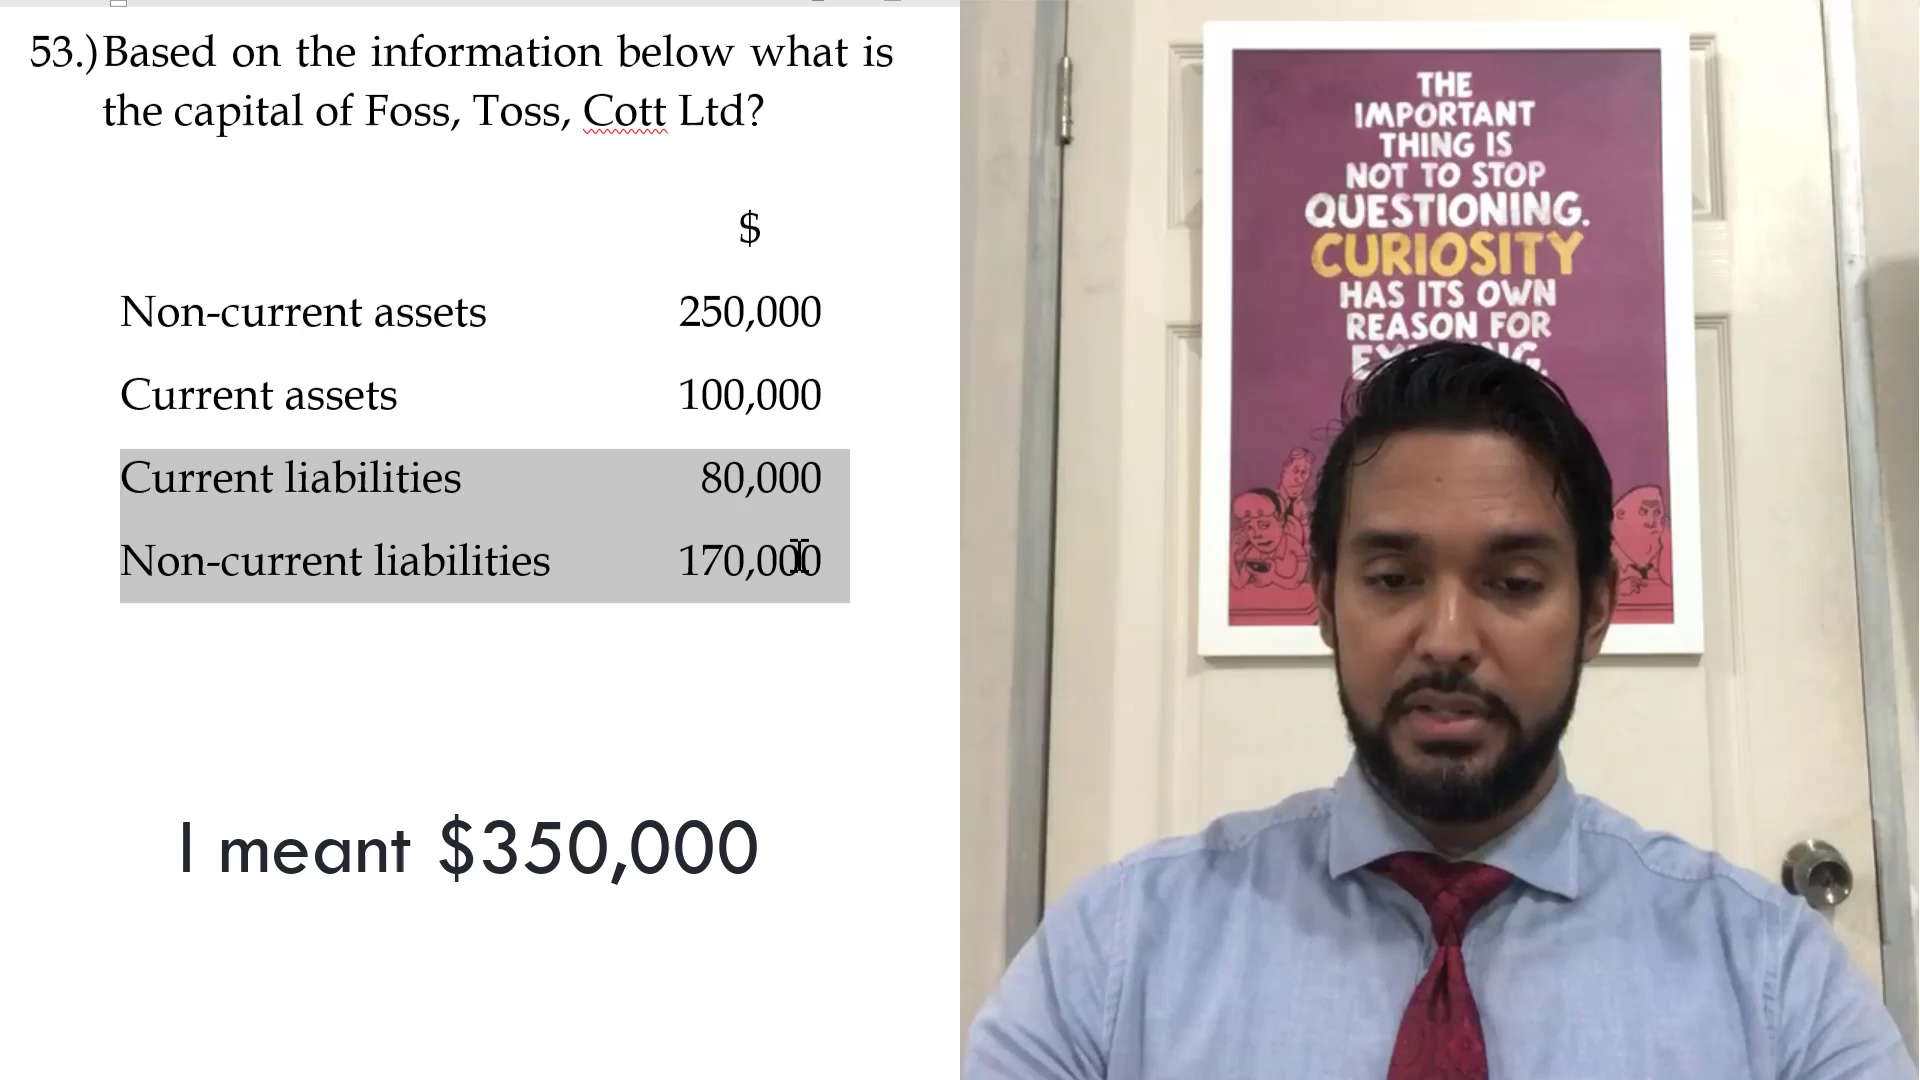 53.) Based on the information below what is
the capital of Foss, Toss, Cott Ltd?
$
Non-current assets 250,000
Current assets 100,000
Current liabilities 80,000
Non-current liabilities 170,000
I meant $350,000
THE
IMPORTANT
THING IS
NOT TO STOP
QUESTIONING.
CURIOSITY
HAS ITS OWN
REASON FOR